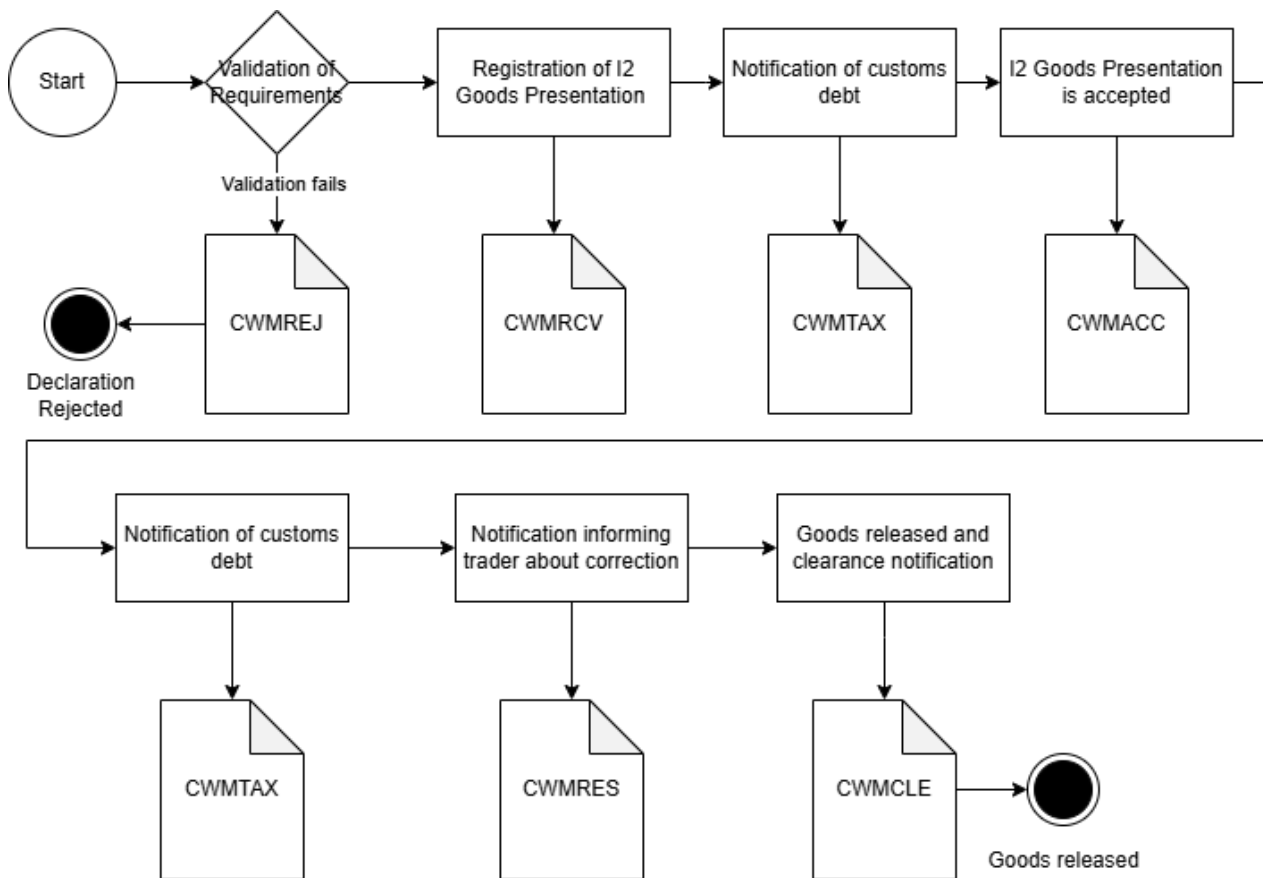 Start
Validation of
Requirements
Registration of I2
Goods Presentation
Notification of customs
debt
I2 Goods Presentation
is accepted
Validation fails
CWMREJ
CWMRCV
CWMTAX
CWMACC
Declaration
Rejected
Notification of customs
debt
Notification informing
trader about correction
Goods released and
clearance notification
CWMTAX
CWMRES
CWMCLE
Goods released